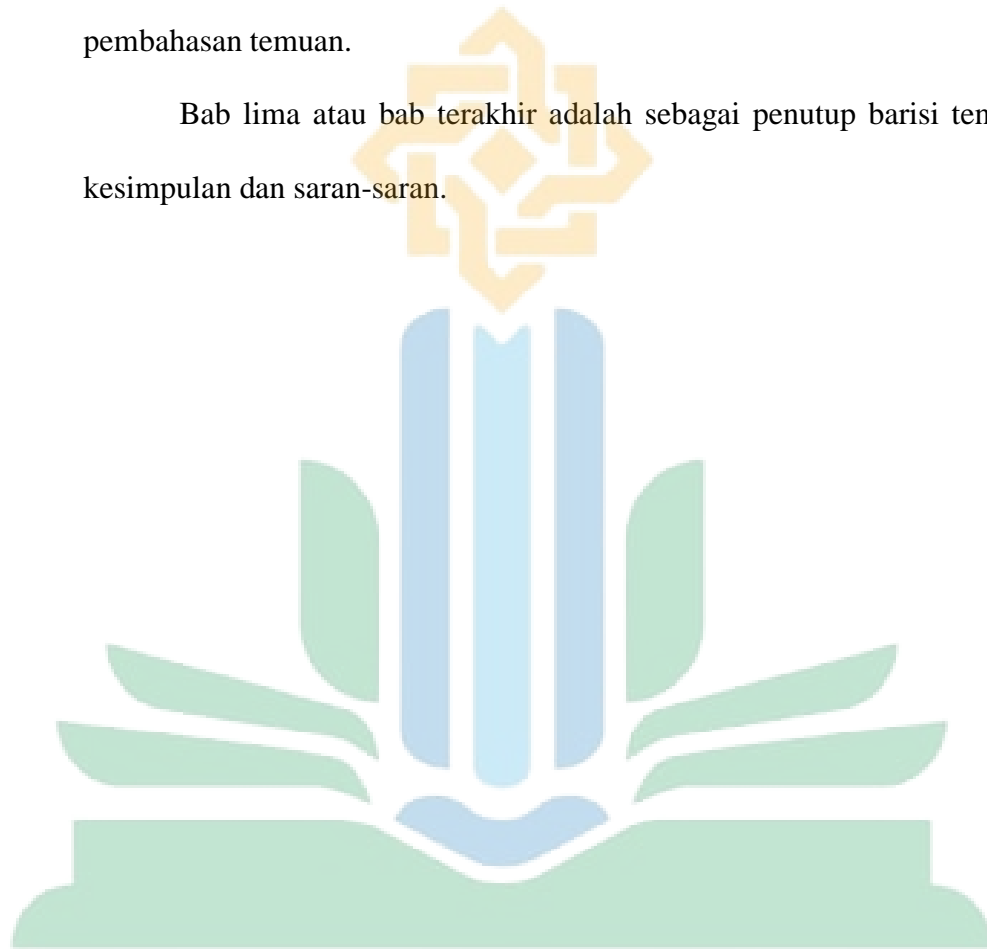 pembahasan temuan.
Bab lima atau bab terakhir adalah sebagai penutup barisi
kesimpulan dan saran-saran.